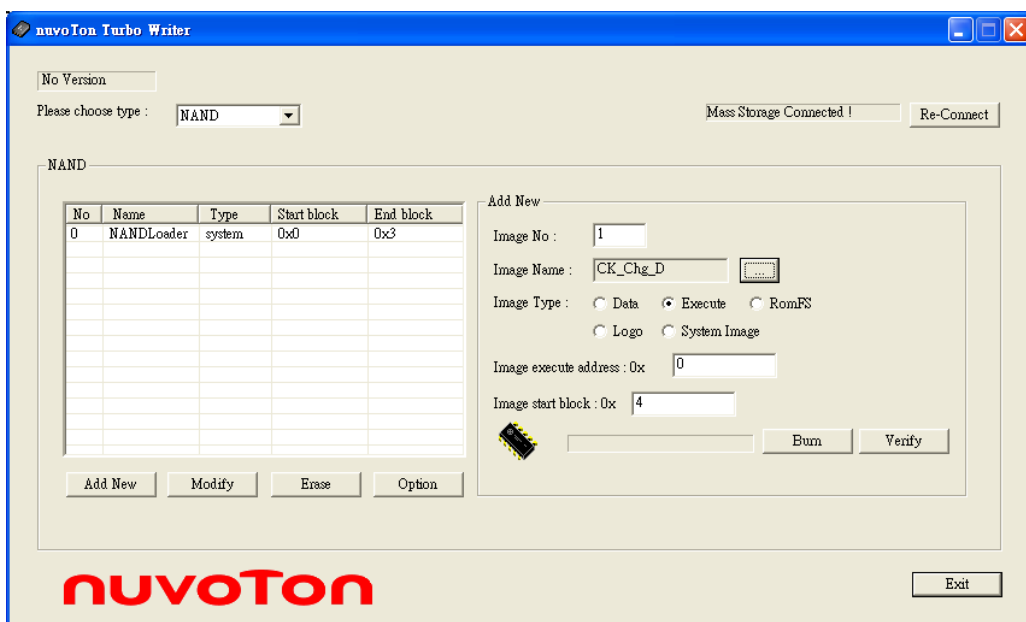 nuvoTon Turbo Writer
No Version
Please choose type : NAND
Mass Storage Connected ! Re-Connect
NAND
No Name Type Start block End block
0 NANDLoader system 0x0 0x3
Add New
Image No : 1
Image Name : CK_Chg_D ...
Image Type : Data Execute RomFS
Logo System Image
Image execute address : 0x 0
Image start block : 0x 4
Burn Verify
Add New Modify Erase Option
nuvoTon
Exit